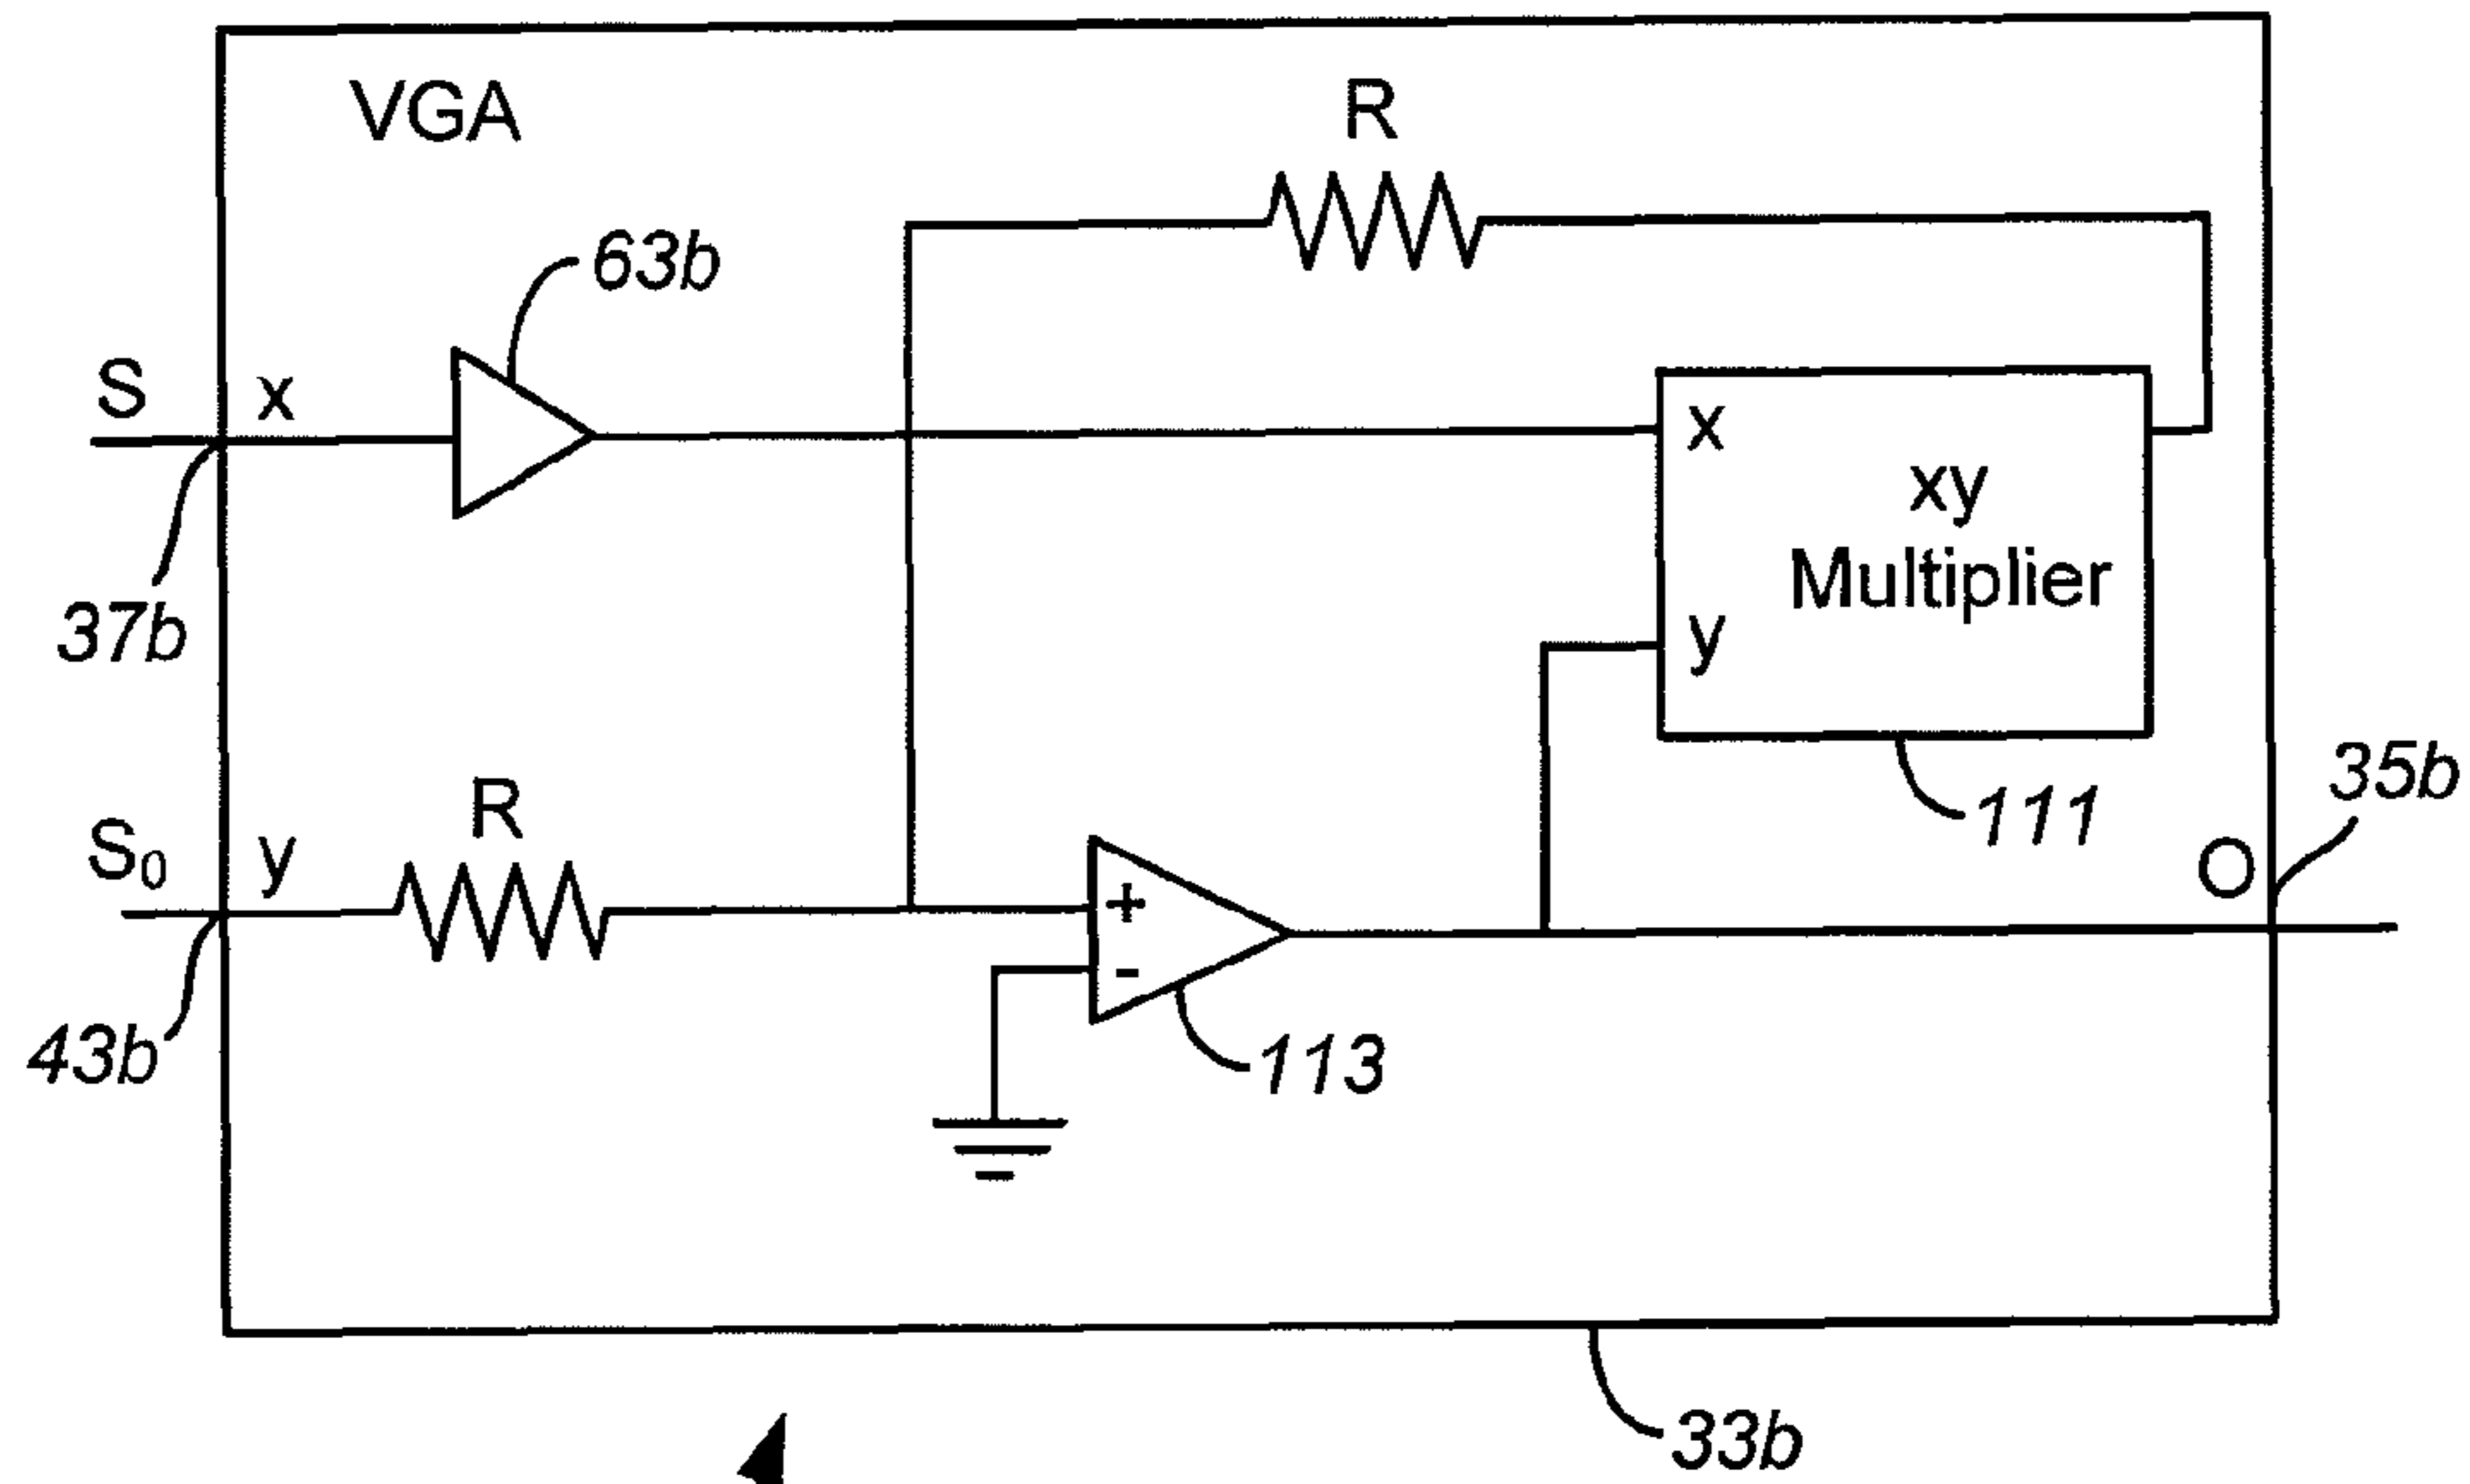 VGA
R
63b
S
x
x
xy
Multiplier
37b
y
R
35b
S₀
y
111
O
+
-
43b
113
33b